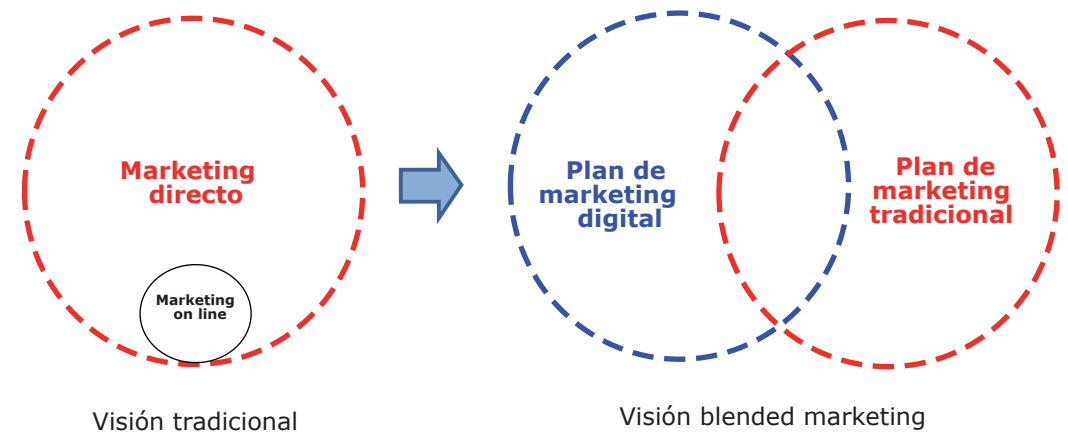 Marketing
directo
Marketing
on line
Visión tradicional
Plan de
marketing
digital
Plan de
marketing
tradicional
Visión blended marketing